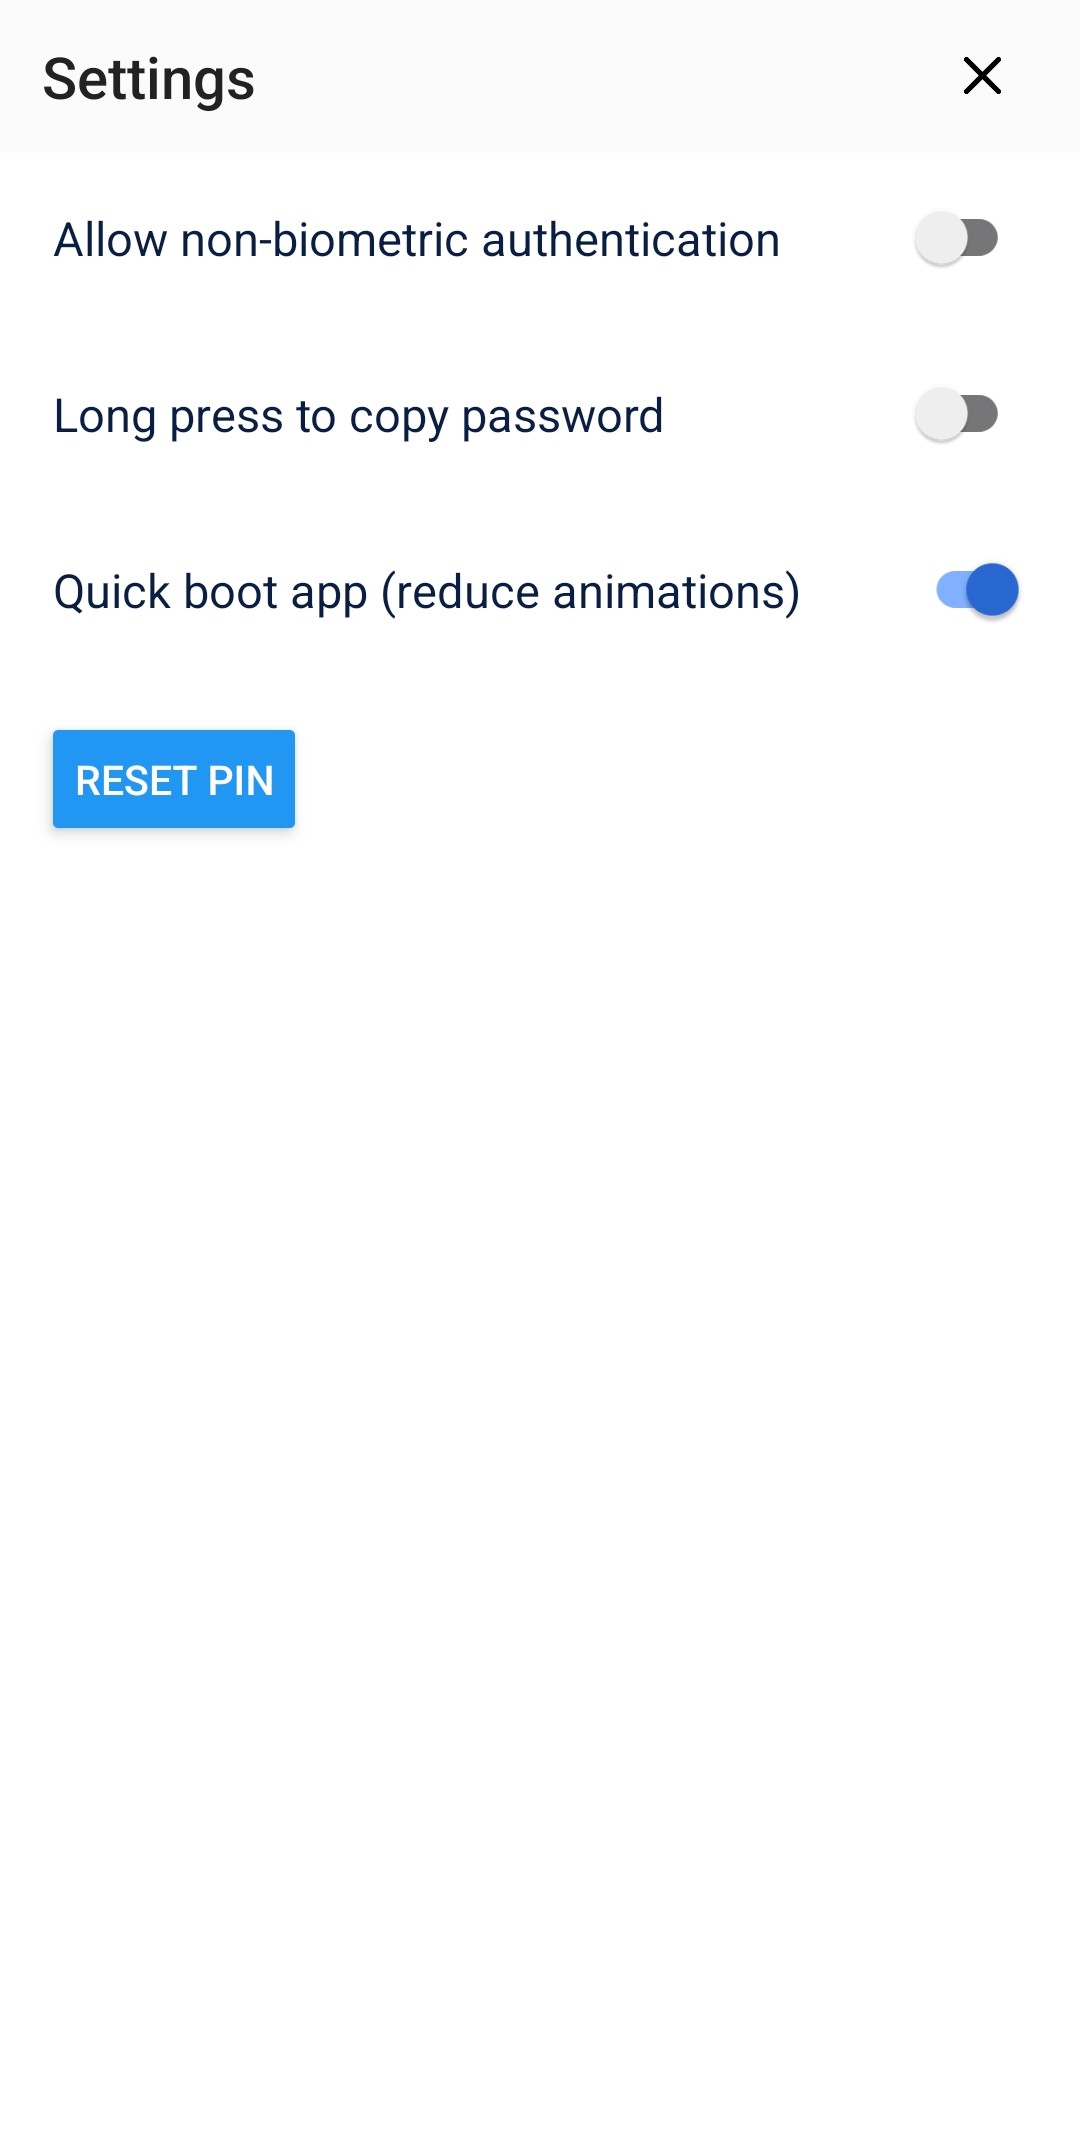 Settings
Allow non-biometric authentication
Long press to copy password
Quick boot app (reduce animations)
RESET PIN